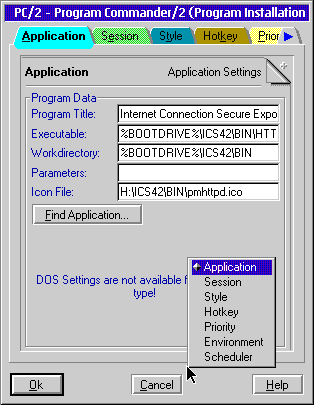 PC/2 - Program Commander/2 (Program Installation
Application Session Style Hotkey Prior
Application Application Settings
Program Data
Program Title: Internet Connection Secure Expo
Executable: %BOOTDRIVE%\ICS42\BIN\HTT
Workdirectory: %BOOTDRIVE%\ICS42\BIN
Parameters:
Icon File: H:\ICS42\BIN\pmhttpd.ico
Find Application...
Application
Session
DOS Settings are not available f
type!
Style
Hotkey
Priority
Environment
Scheduler
Ok Cancel Help